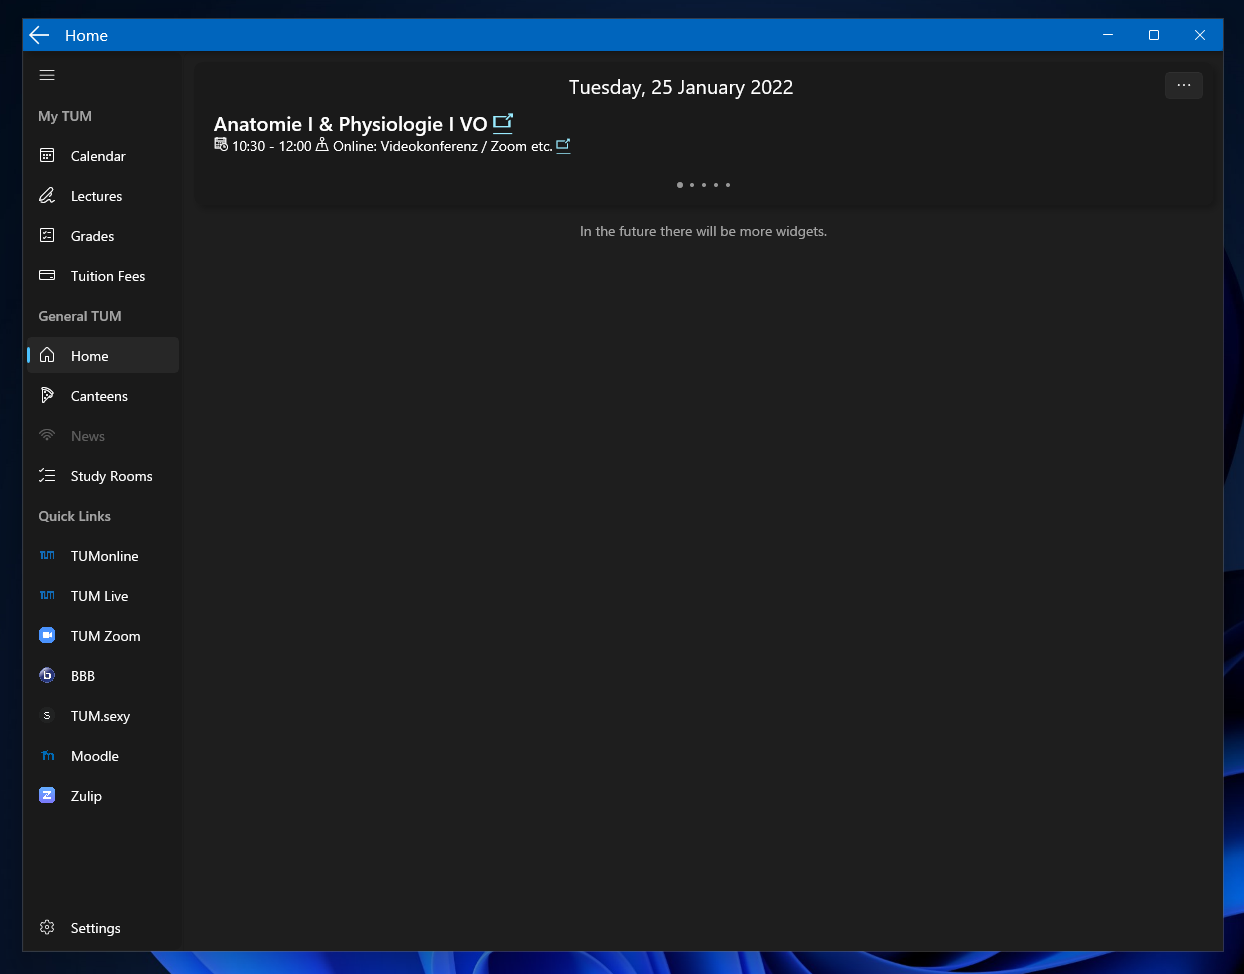 Home
My TUM
Calendar
Lectures
Grades
Tuition Fees
General TUM
Home
Canteens
News
Study Rooms
Quick Links
TUM TUMonline
TUM TUM Live
TUM Zoom
b BBB
S TUM.sexy
Moodle
Z Zulip
Settings
Tuesday, 25 January 2022
...
Anatomie I & Physiologie I VO
10:30 - 12:00 Online: Videokonferenz / Zoom etc.
In the future there will be more widgets.